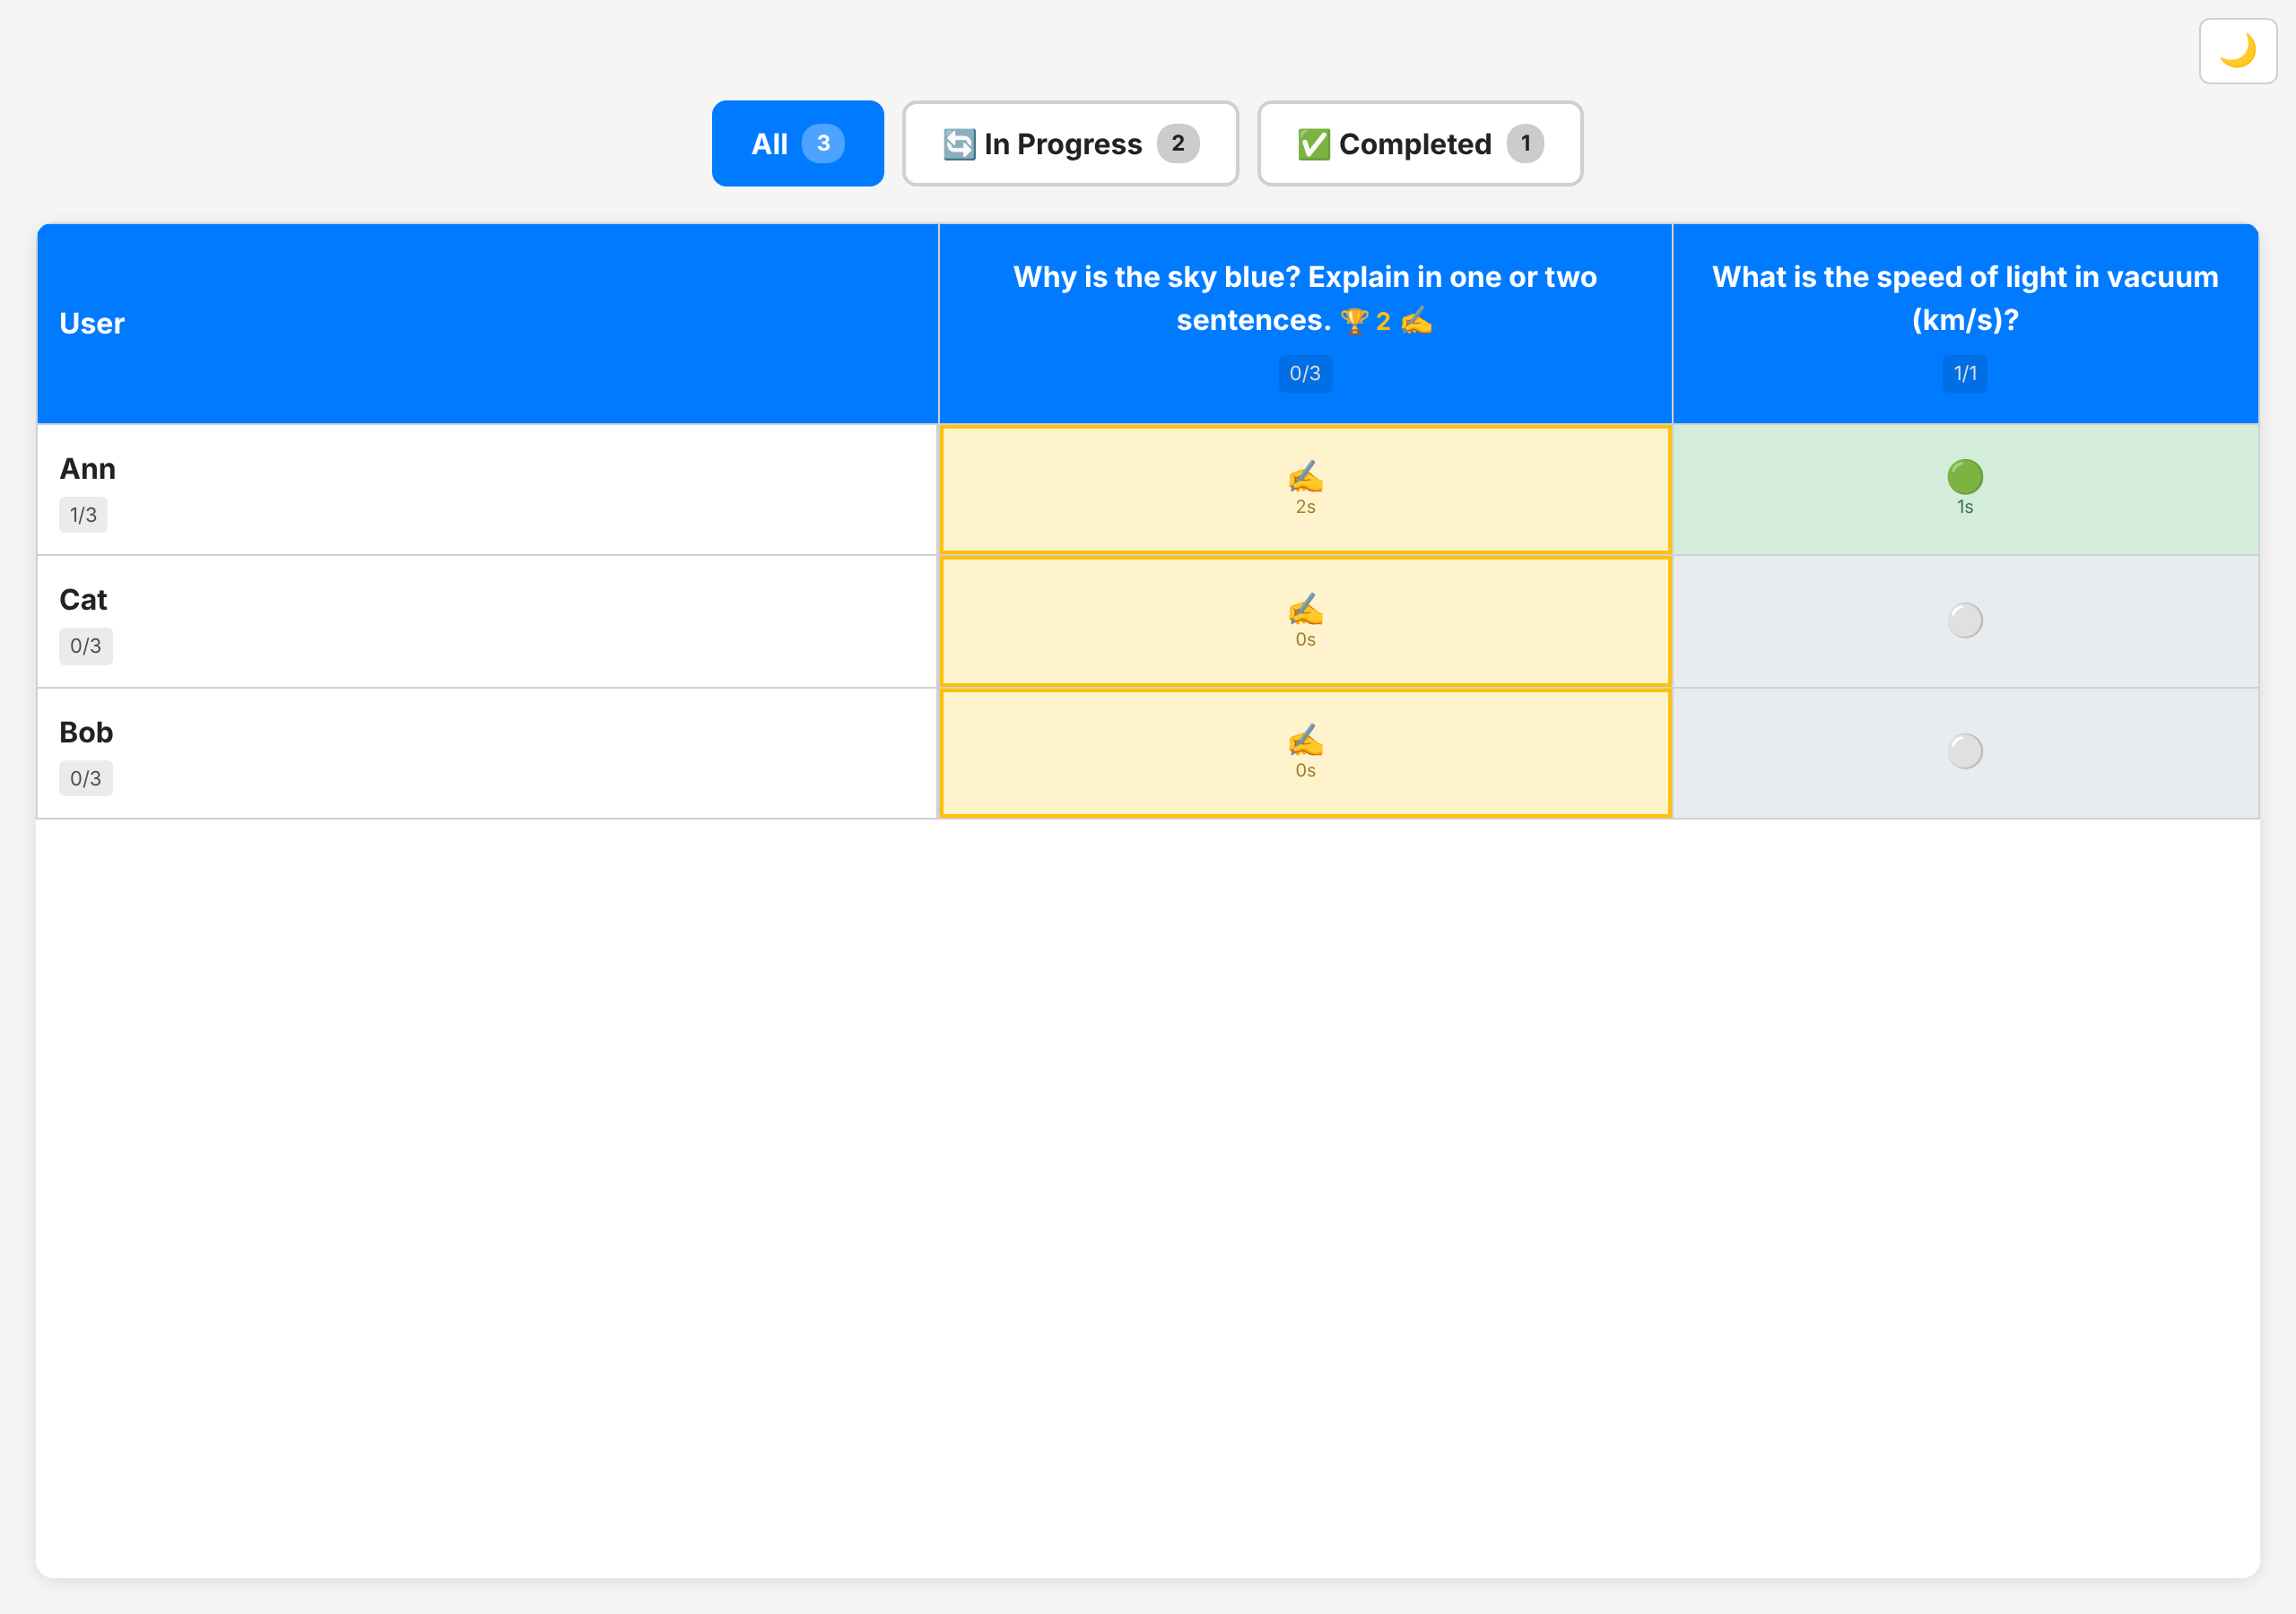 🌙
All 3
🔄 In Progress 2
✅ Completed 1
User
Why is the sky blue? Explain in one or two
sentences. 🏆 2 ✍️
0/3
What is the speed of light in vacuum
(km/s)?
1/1
Ann
1/3
✍️
2s
🟢
1s
Cat
0/3
✍️
0s
⚪
Bob
0/3
✍️
0s
⚪